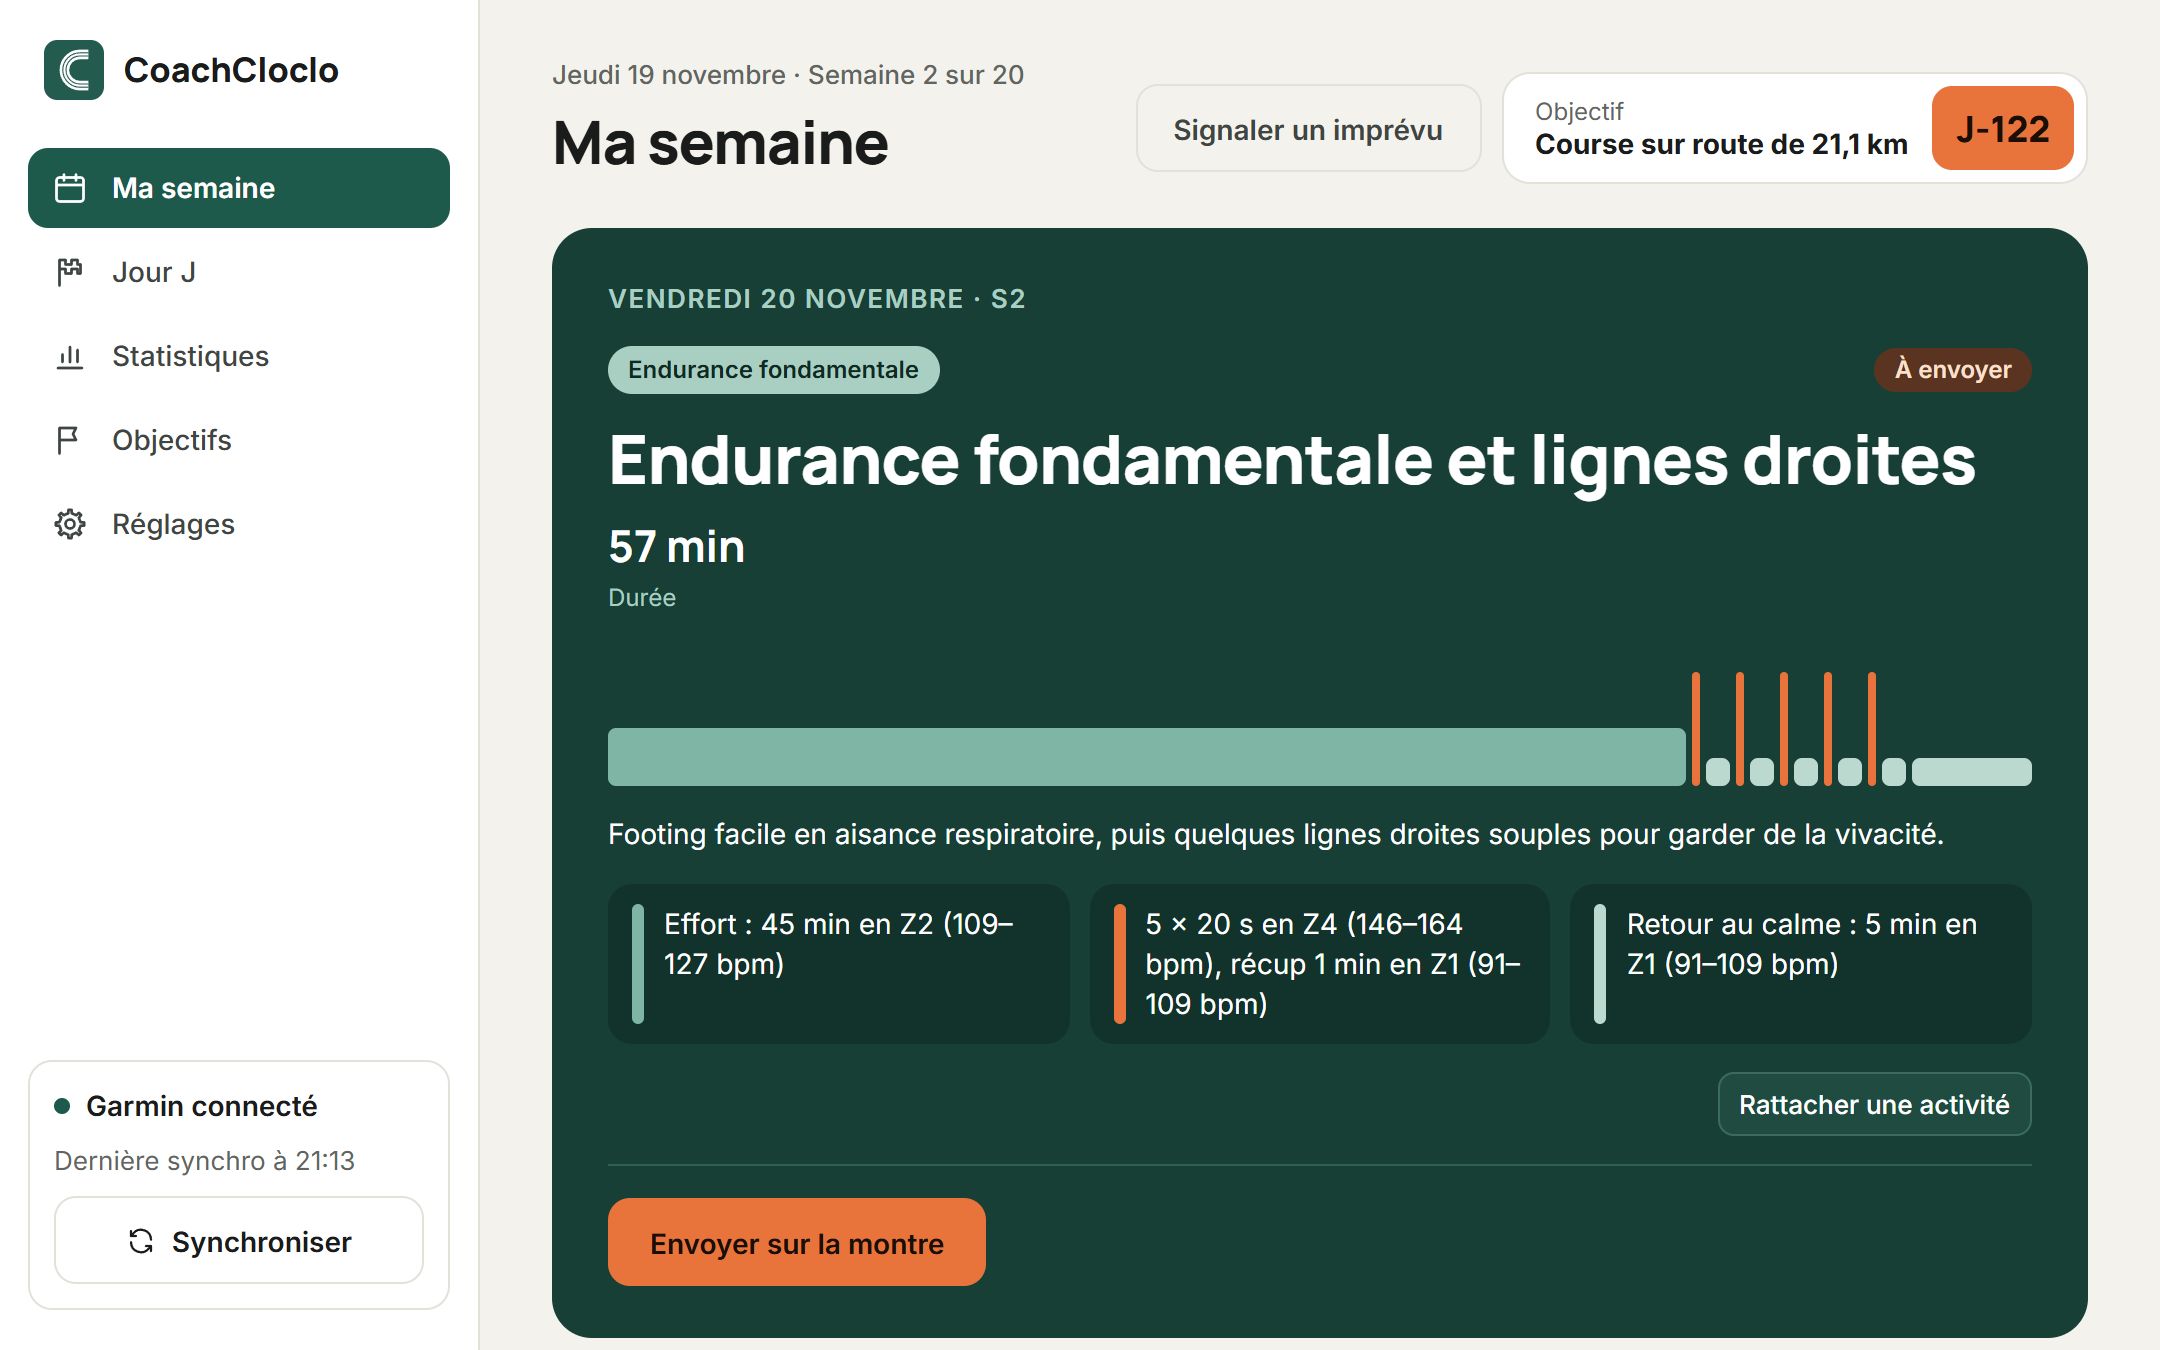 CoachCloclo
Ma semaine
Jour J
Statistiques
Objectifs
Réglages
Garmin connecté
Dernière synchro à 21:13
Synchroniser
Jeudi 19 novembre · Semaine 2 sur 20
Ma semaine
Signaler un imprévu
Objectif
Course sur route de 21,1 km
J-122
VENDREDI 20 NOVEMBRE · S2
Endurance fondamentale
À envoyer
Endurance fondamentale et lignes droites
57 min
Durée
Footing facile en aisance respiratoire, puis quelques lignes droites souples pour garder de la vivacité.
Effort : 45 min en Z2 (109–
127 bpm)
5 × 20 s en Z4 (146–164
bpm), récup 1 min en Z1 (91–
109 bpm)
Retour au calme : 5 min en
Z1 (91–109 bpm)
Rattacher une activité
Envoyer sur la montre